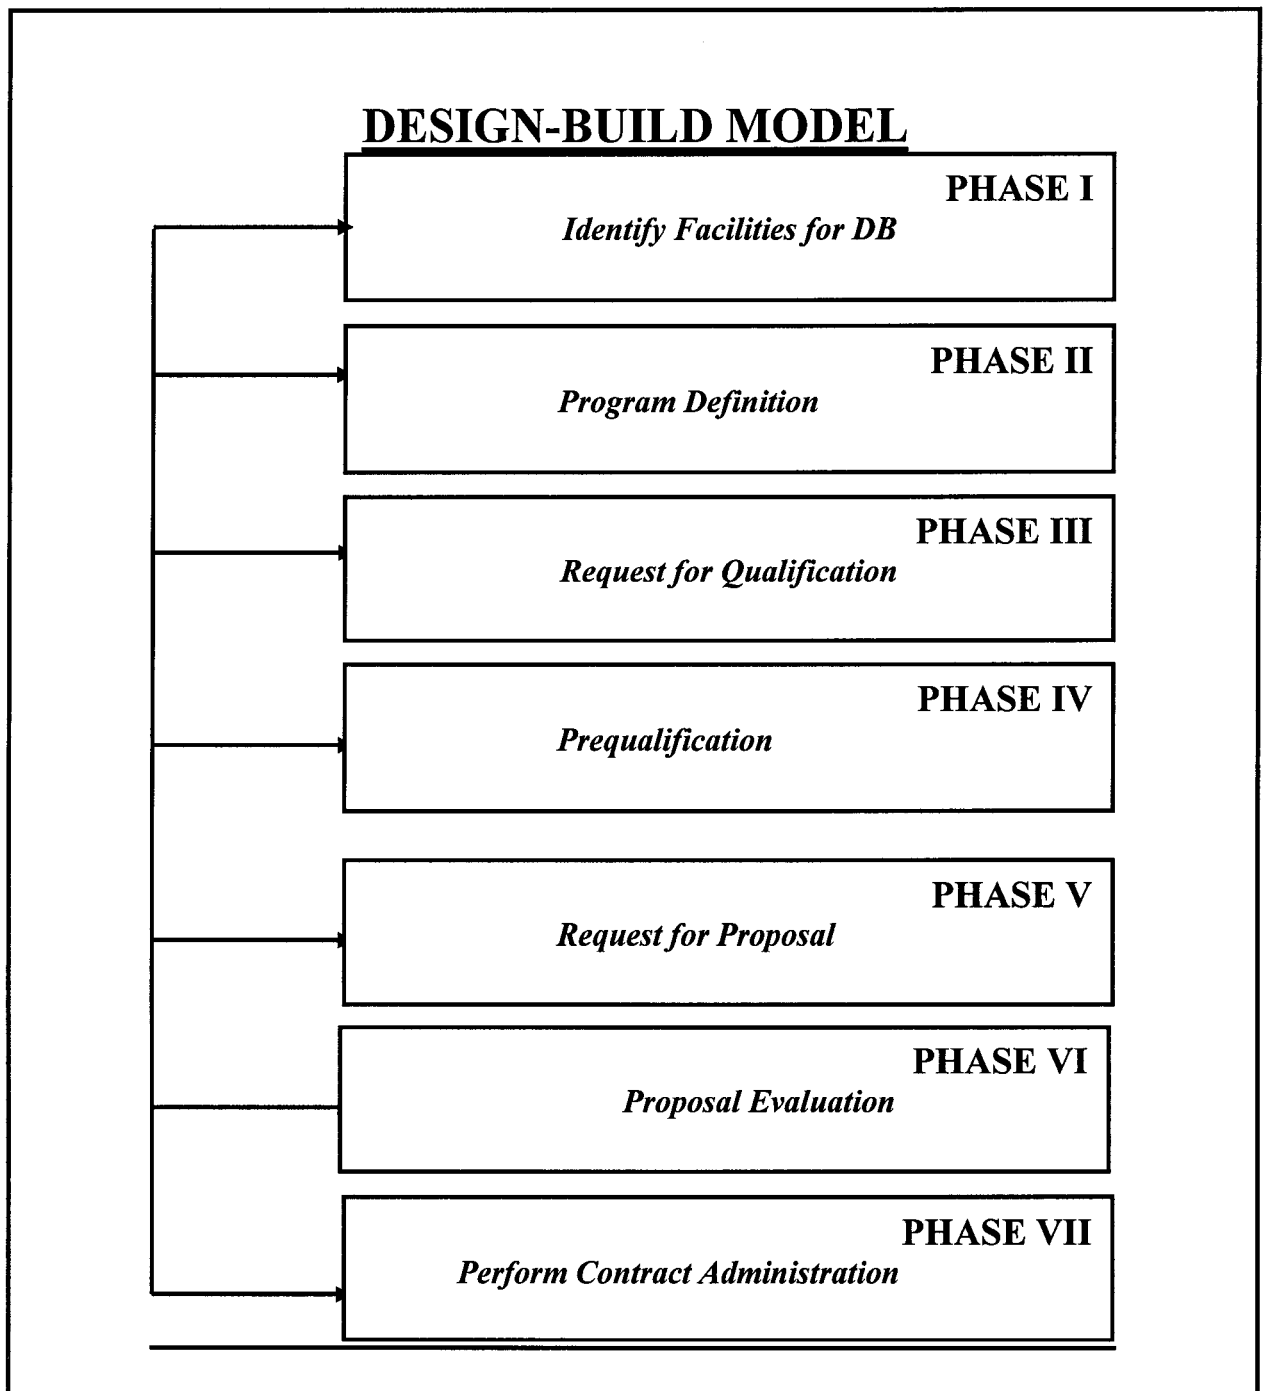 DESIGN-BUILD MODEL
PHASE I
Identify Facilities for DB
PHASE II
Program Definition
PHASE III
Request for Qualification
PHASE IV
Prequalification
PHASE V
Request for Proposal
PHASE VI
Proposal Evaluation
PHASE VII
Perform Contract Administration